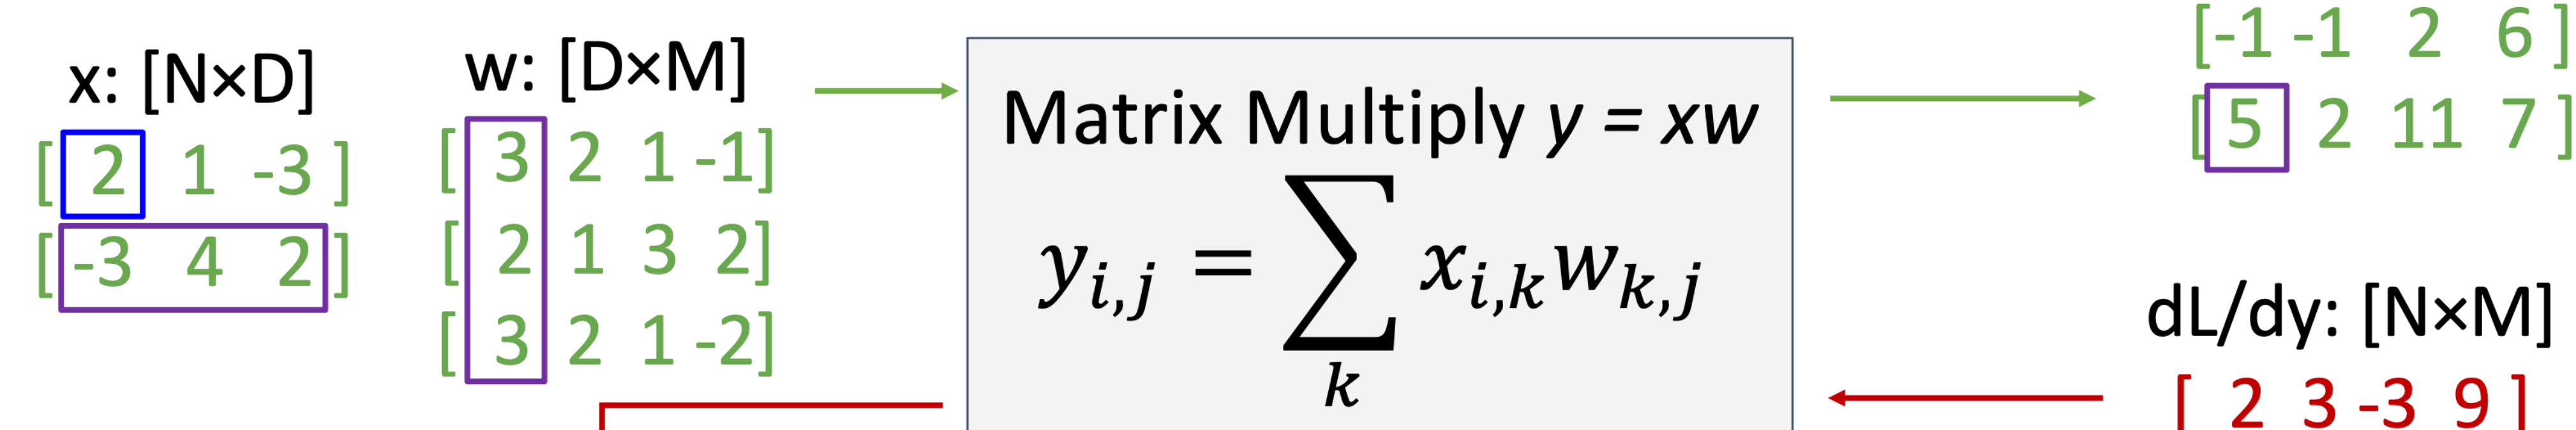 x: [N×D]
[ 2 1 -3 ]
[ -3 4 2 ]
w: [D×M]
[ 3 2 1 -1]
[ 2 1 3 2]
[ 3 2 1 -2]
Matrix Multiply y = xw
y_{i,j} = ∑_k x_{i,k} w_{k,j}
[-1 -1 2 6 ]
[ 5 2 11 7 ]
dL/dy: [N×M]
[ 2 3 -3 9 ]